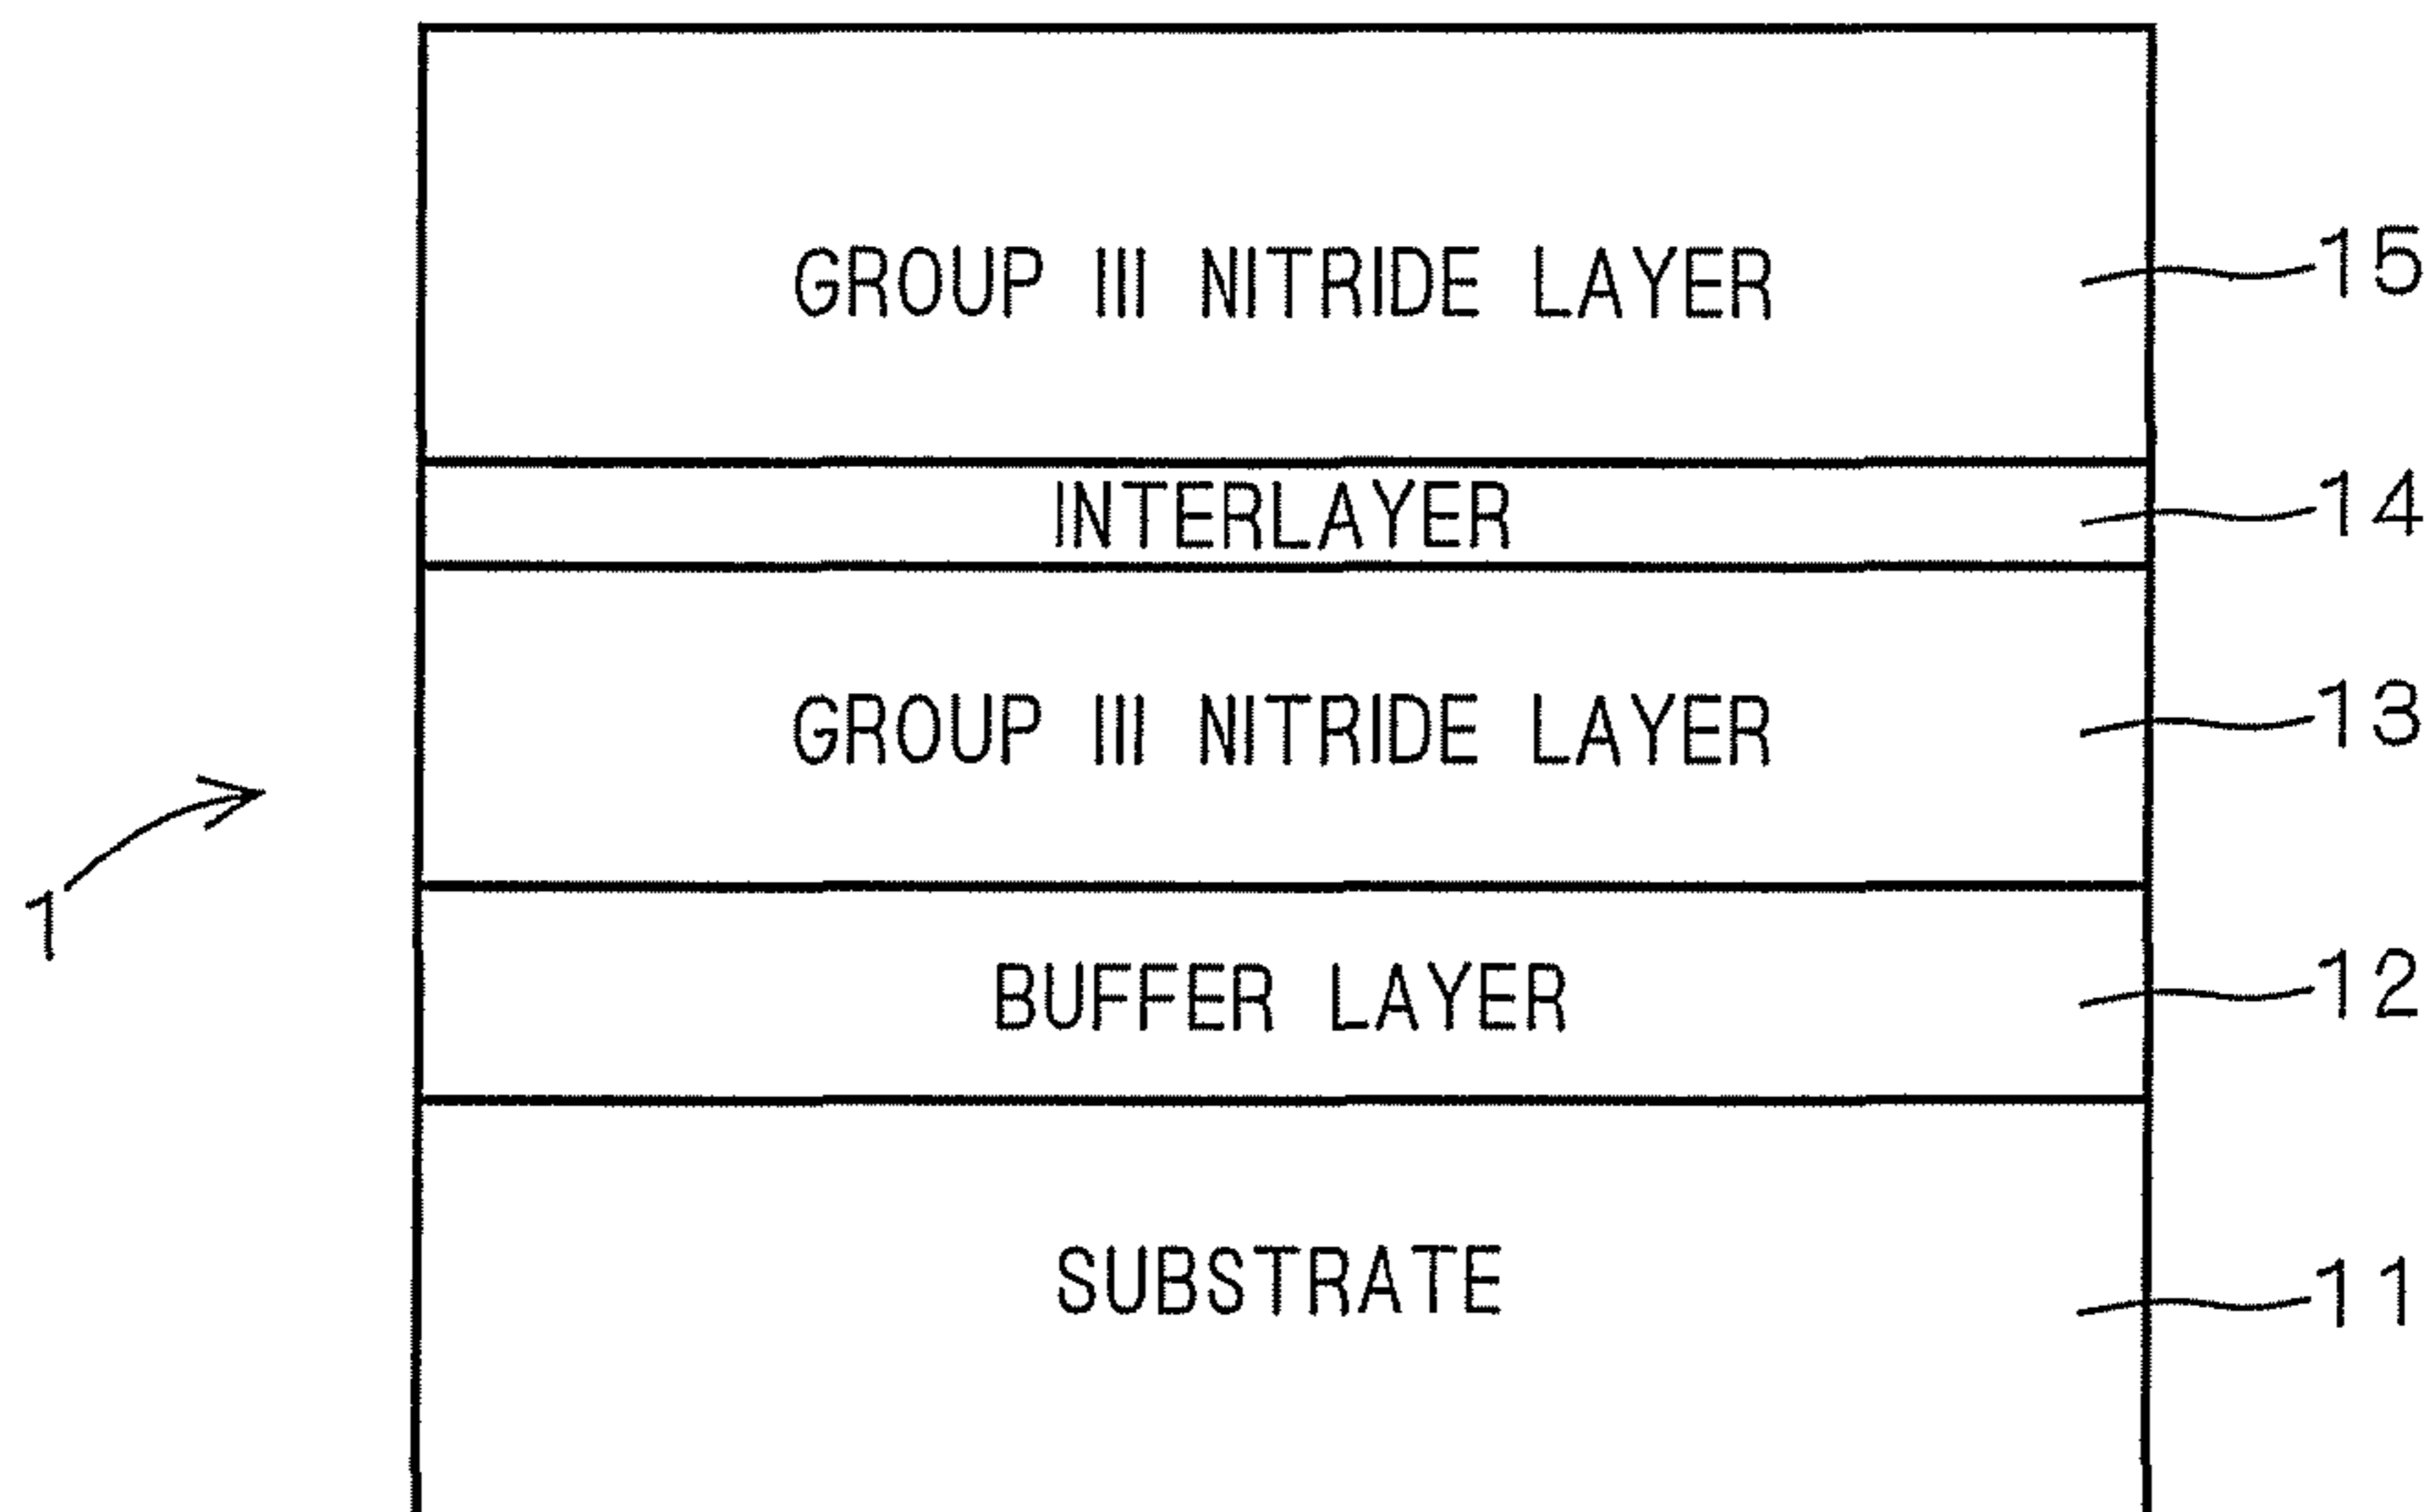 GROUP III NITRIDE LAYER 15
INTERLAYER 14
GROUP III NITRIDE LAYER 13
1
BUFFER LAYER 12
SUBSTRATE 11